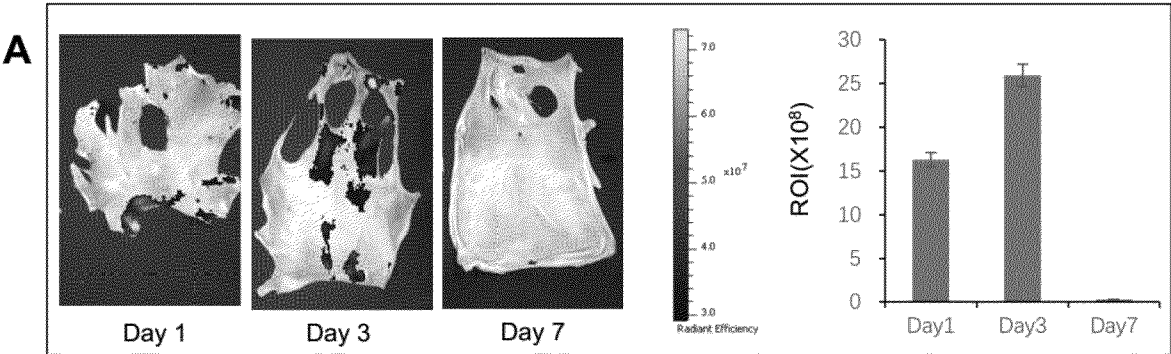 A
Day 1
Day 3
Day 7
7.0
6.0
5.0
x10⁷
4.0
3.0
Radiant Efficiency
ROI(X10⁸)
30
25
20
15
10
5
0
Day1
Day3
Day7